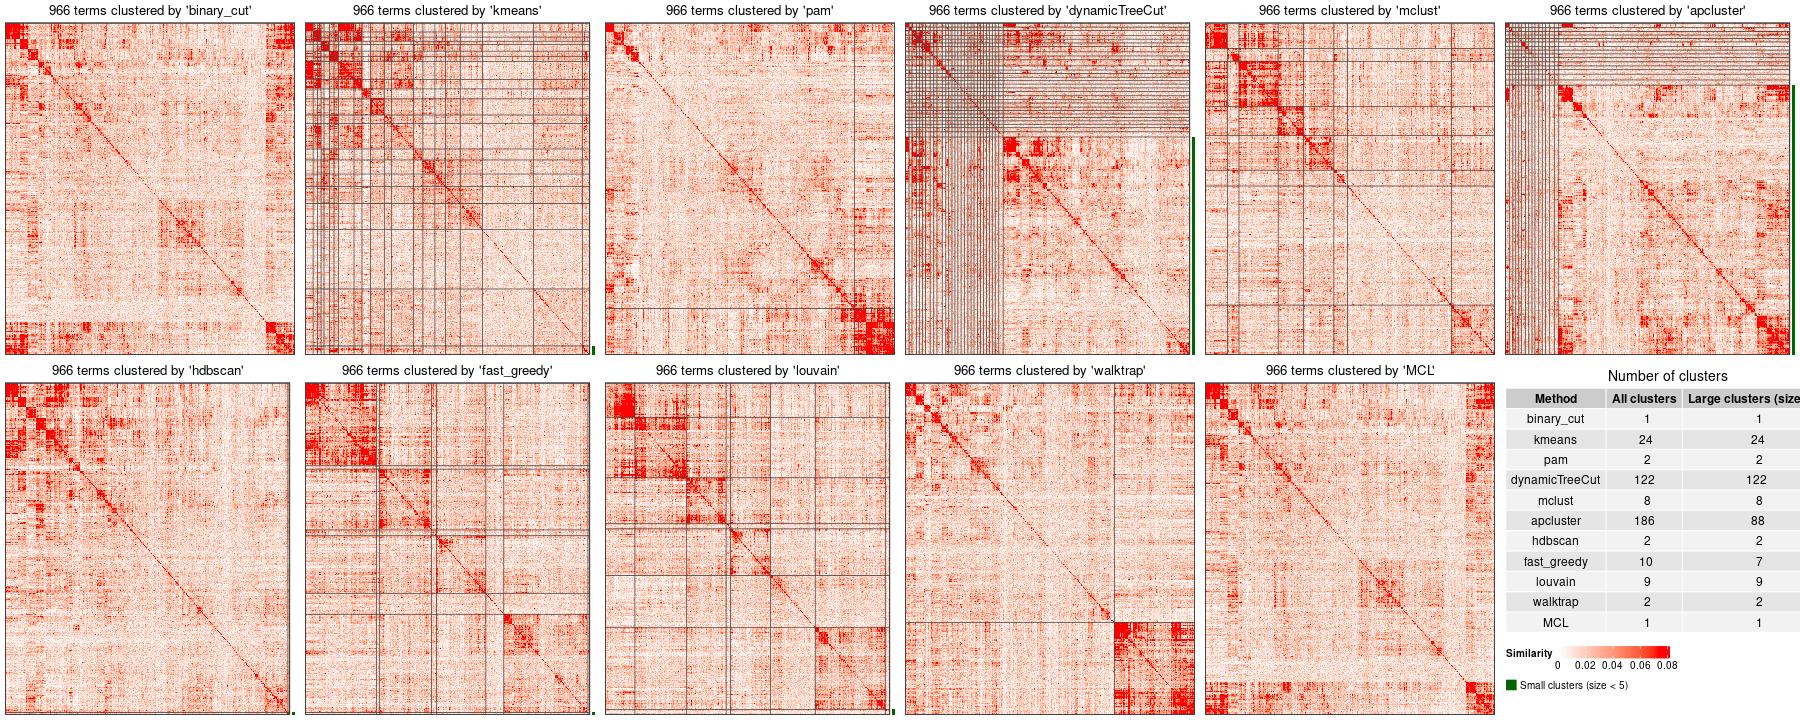 966 terms clustered by 'binary_cut'
966 terms clustered by 'kmeans'
966 terms clustered by 'pam'
966 terms clustered by 'dynamicTreeCut'
966 terms clustered by 'mclust'
966 terms clustered by 'apcluster'
966 terms clustered by 'hdbscan'
966 terms clustered by 'fast_greedy'
966 terms clustered by 'louvain'
966 terms clustered by 'walktrap'
966 terms clustered by 'MCL'
Number of clusters
Method All clusters Large clusters (size
binary_cut 1 1
kmeans 24 24
pam 2 2
dynamicTreeCut 122 122
mclust 8 8
apcluster 186 88
hdbscan 2 2
fast_greedy 10 7
louvain 9 9
walktrap 2 2
MCL 1 1
Similarity
0 0.02 0.04 0.06 0.08
Small clusters (size < 5)